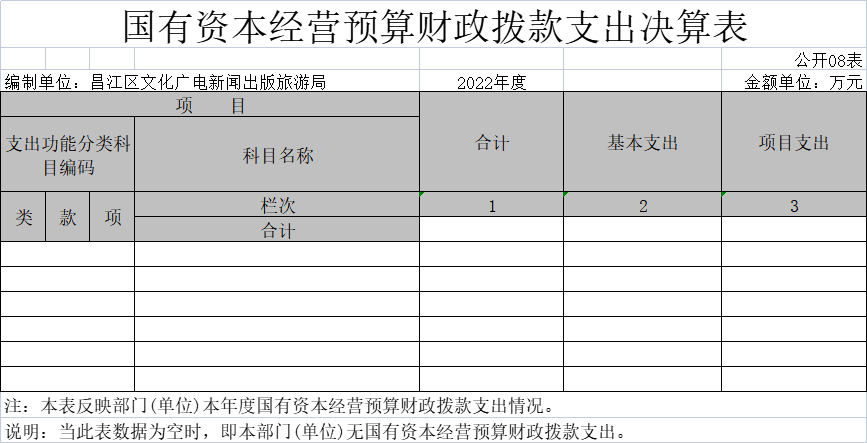 国有资本经营预算财政拨款支出决算表
公开08表
编制单位：昌江区文化广电新闻出版旅游局 2022年度 金额单位：万元
项 目 合计 基本支出 项目支出
支出功能分类科目编码 科目名称
类 款 项 栏次 1 2 3
合计
注：本表反映部门(单位)本年度国有资本经营预算财政拨款支出情况。
说明：当此表数据为空时，即本部门(单位)无国有资本经营预算财政拨款支出。